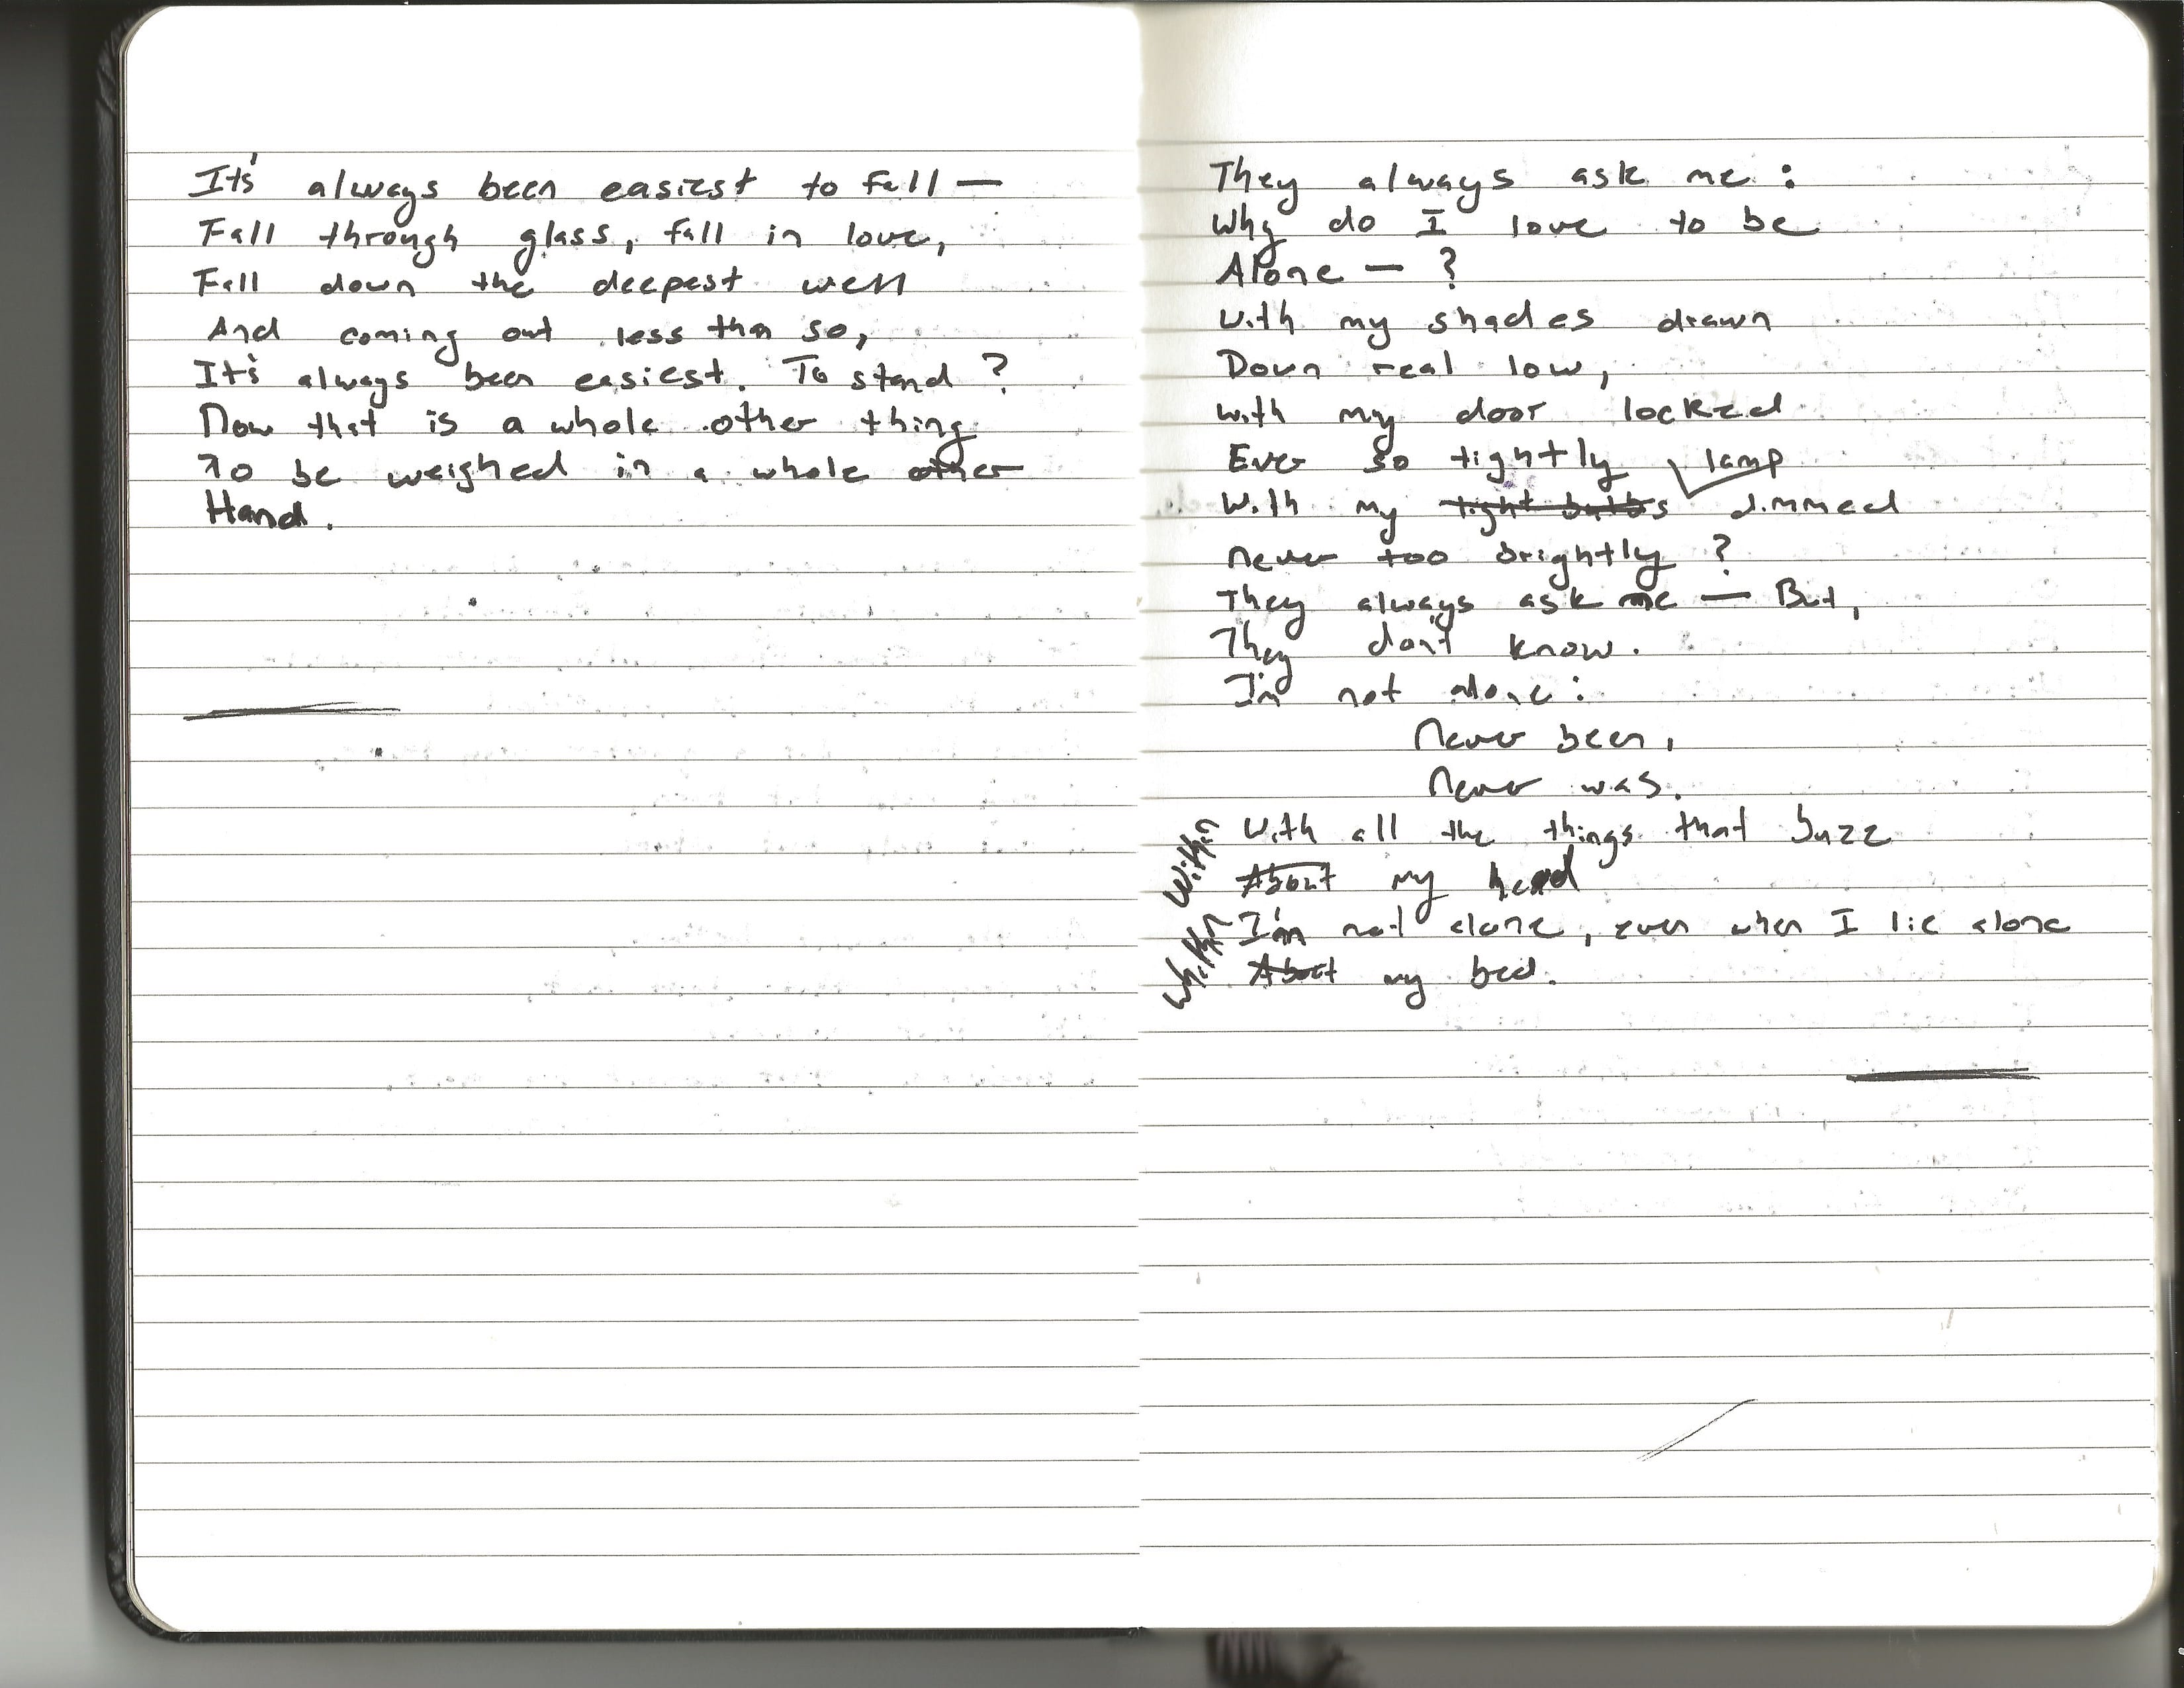 It's always been easiest to fall —
Fall through glass, fall in love,
Fall down the deepest well
And coming out less than so,
It's always been easiest. To stand?
Now that is a whole other thing
To be weighed in a whole other
Hand.
They always ask me:
Why do I love to be
Alone — ?
With my shades drawn
Down real low,
With my door locked
Ever so tightly
lamp
With my light bulbs dimmed
Never too brightly?
They always ask me — But,
They don't know.
I'm not alone:
Never been,
Never was.
With all the things that buzz
Within About my head
I'm not alone, even when I lie alone
Whithin About my bed.